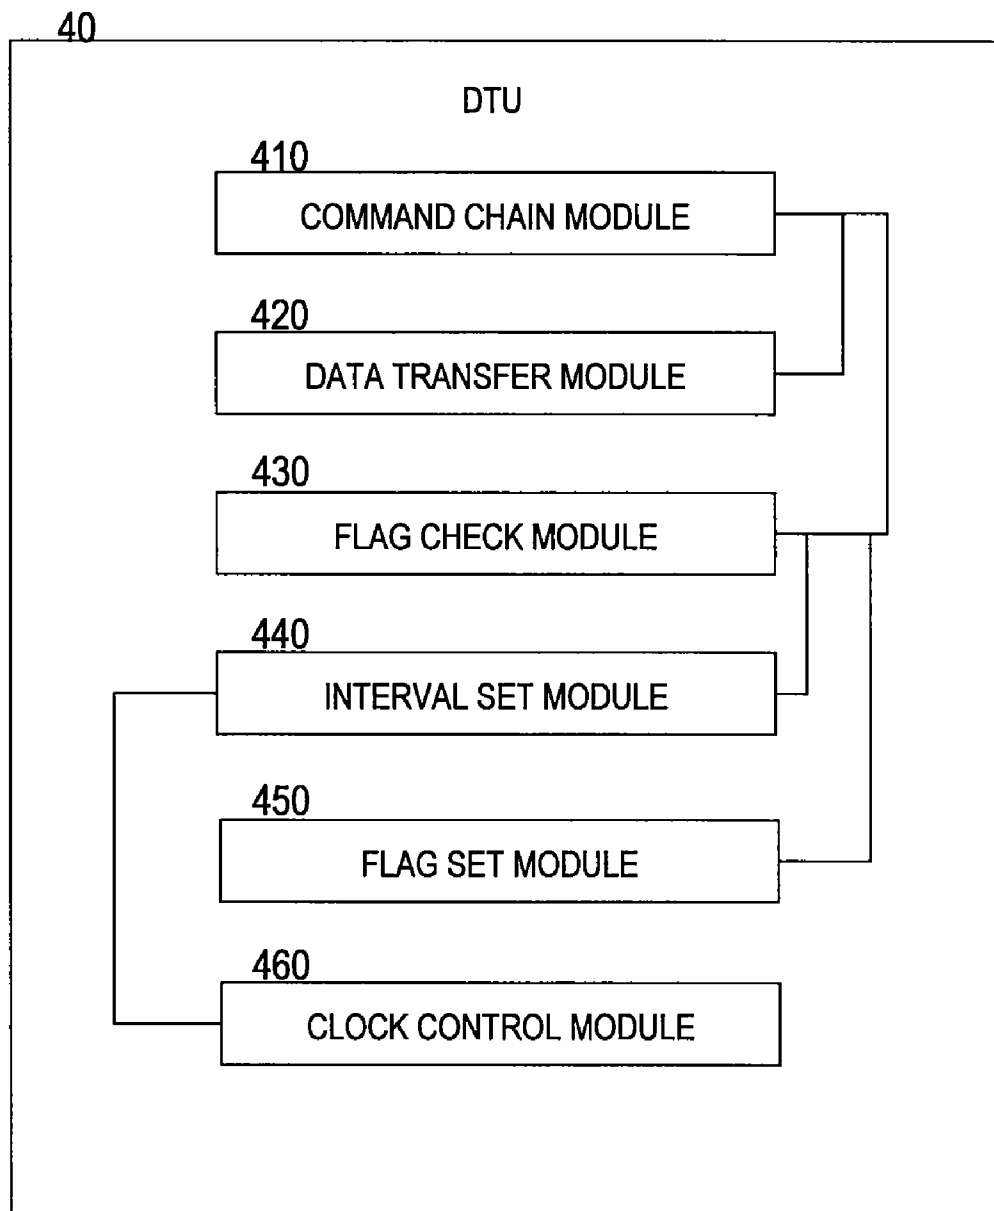 40
DTU
410
COMMAND CHAIN MODULE
420
DATA TRANSFER MODULE
430
FLAG CHECK MODULE
440
INTERVAL SET MODULE
450
FLAG SET MODULE
460
CLOCK CONTROL MODULE